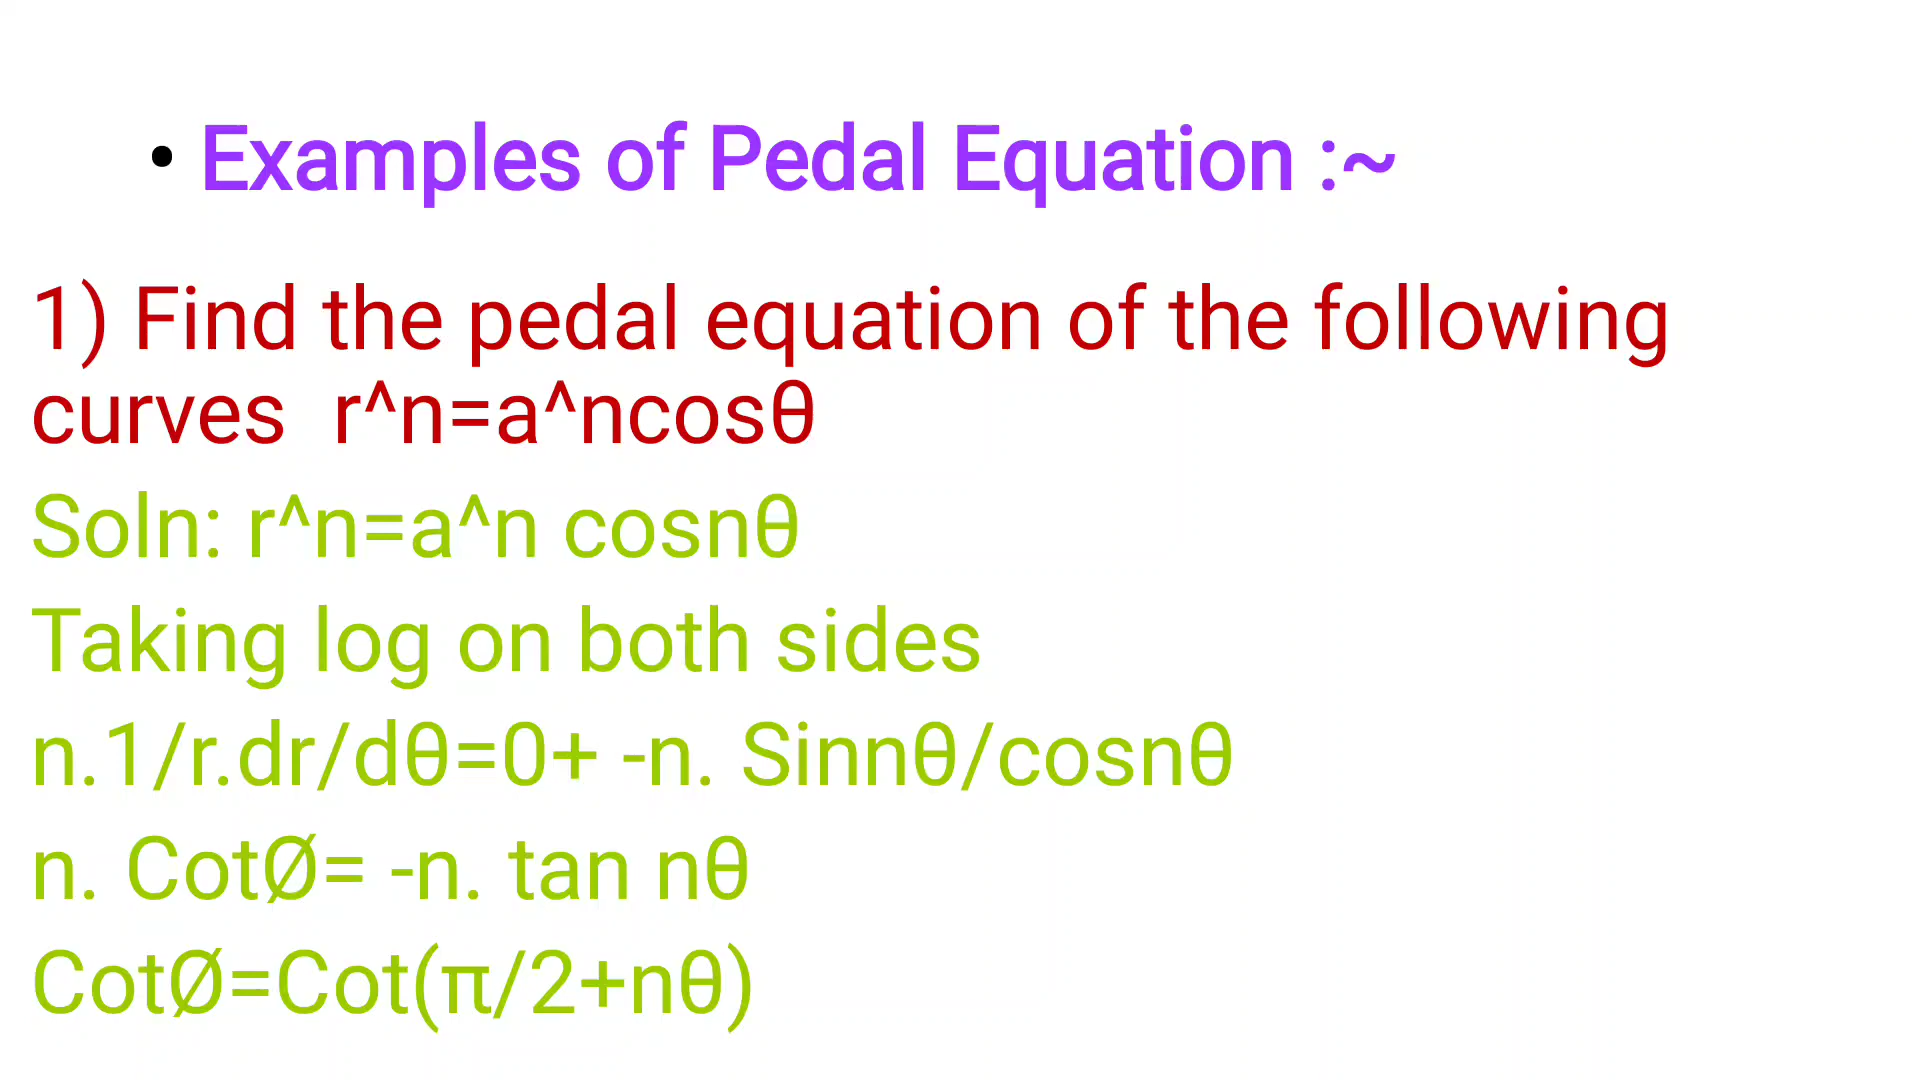 • Examples of Pedal Equation :~
1) Find the pedal equation of the following
curves  r^n=a^ncosθ
Soln: r^n=a^n cosnθ
Taking log on both sides
n.1/r.dr/dθ=0+ -n. Sinnθ/cosnθ
n. CotØ= -n. tan nθ
CotØ=Cot(π/2+nθ)